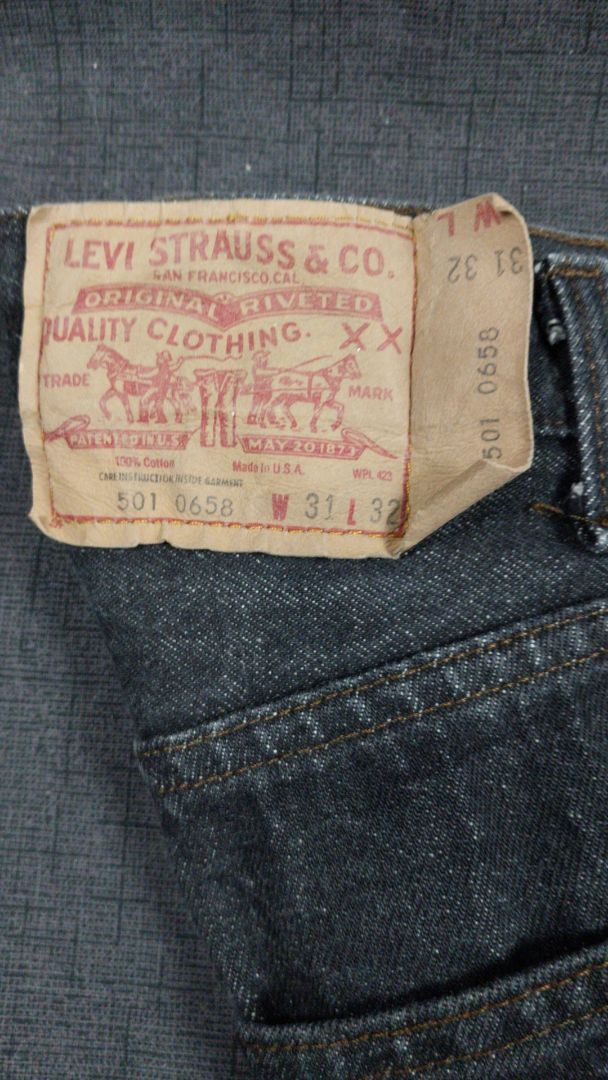 LEVI STRAUSS & CO.
SAN FRANCISCO, CAL.
ORIGINAL RIVETED
QUALITY CLOTHING. XX
TRADE MARK
PATENTED IN U.S. MAY 20 1873
100% Cotton Made in U.S.A. WPL 423
CARE INSTRUCTION INSIDE GARMENT
501 0658 W 31 L 32
W L
31 32
501 0658